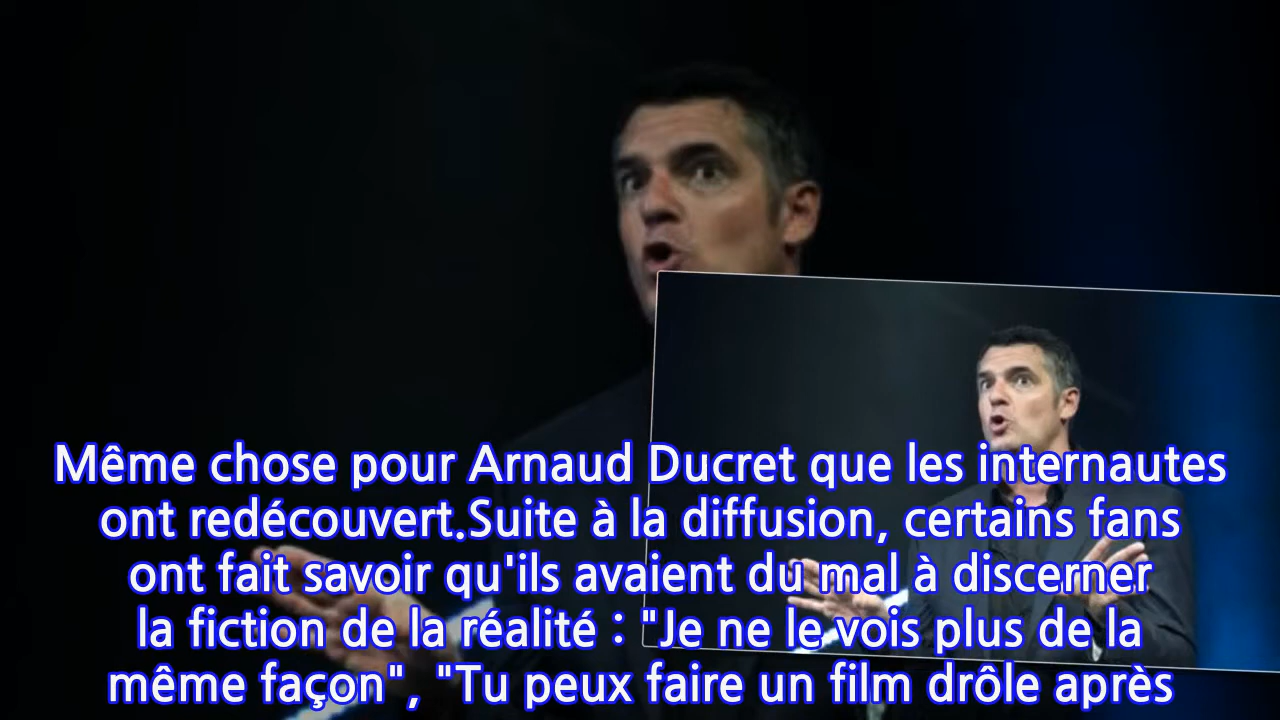 Même chose pour Arnaud Ducret que les internautes
ont redécouvert.Suite à la diffusion, certains fans
ont fait savoir qu'ils avaient du mal à discerner
la fiction de la réalité : "Je ne le vois plus de la
même façon", "Tu peux faire un film drôle après